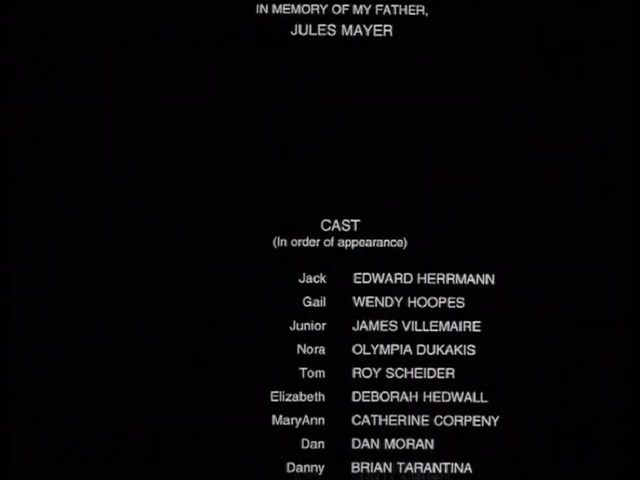 IN MEMORY OF MY FATHER,
JULES MAYER
CAST
(In order of appearance)
Jack EDWARD HERRMANN
Gail WENDY HOOPES
Junior JAMES VILLEMAIRE
Nora OLYMPIA DUKAKIS
Tom ROY SCHEIDER
Elizabeth DEBORAH HEDWALL
MaryAnn CATHERINE CORPENY
Dan DAN MORAN
Danny BRIAN TARANTINA